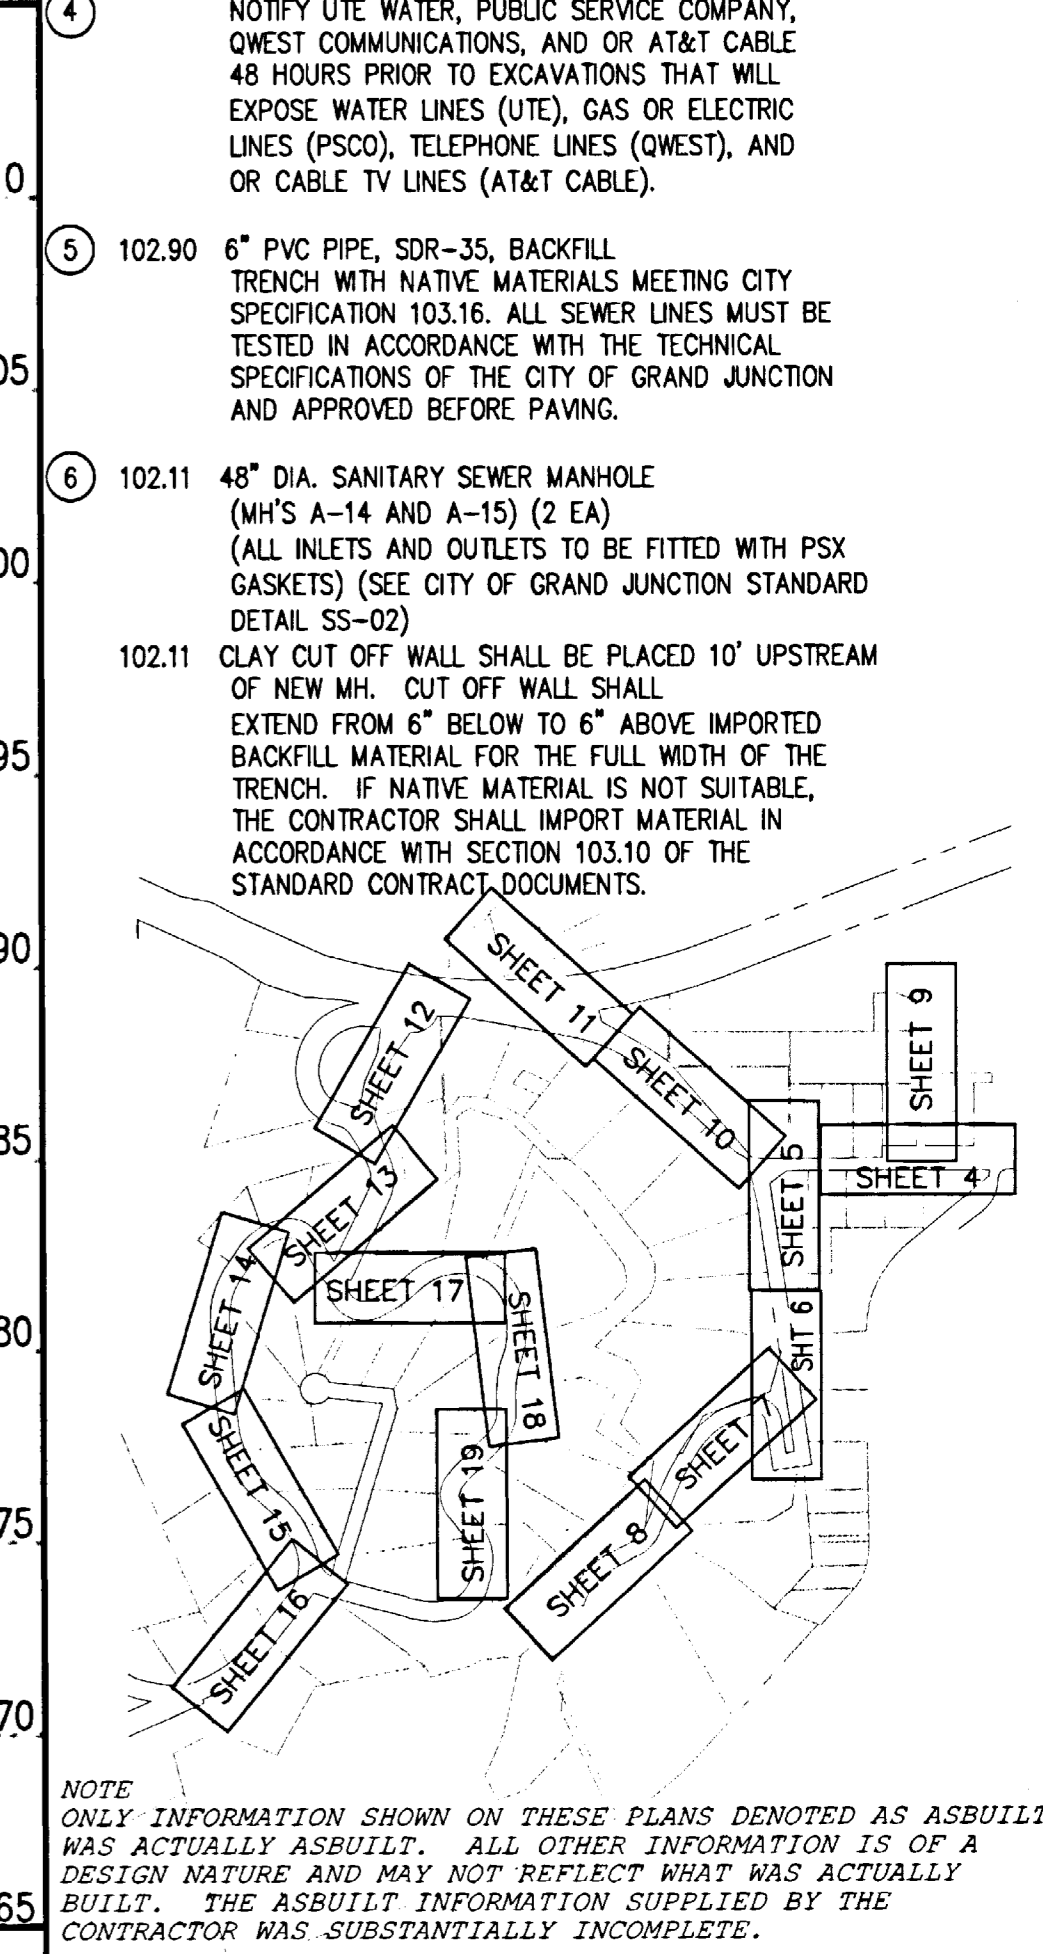 4 NOTIFY UTE WATER, PUBLIC SERVICE COMPANY,
QWEST COMMUNICATIONS, AND OR AT&T CABLE
48 HOURS PRIOR TO EXCAVATIONS THAT WILL
EXPOSE WATER LINES (UTE), GAS OR ELECTRIC
LINES (PSCO), TELEPHONE LINES (QWEST), AND
OR CABLE TV LINES (AT&T CABLE).
5 102.90 6" PVC PIPE, SDR-35, BACKFILL
TRENCH WITH NATIVE MATERIALS MEETING CITY
SPECIFICATION 103.16. ALL SEWER LINES MUST BE
TESTED IN ACCORDANCE WITH THE TECHNICAL
SPECIFICATIONS OF THE CITY OF GRAND JUNCTION
AND APPROVED BEFORE PAVING.
6 102.11 48" DIA. SANITARY SEWER MANHOLE
(MH'S A-14 AND A-15) (2 EA)
(ALL INLETS AND OUTLETS TO BE FITTED WITH PSX
GASKETS) (SEE CITY OF GRAND JUNCTION STANDARD
DETAIL SS-02)
102.11 CLAY CUT OFF WALL SHALL BE PLACED 10' UPSTREAM
OF NEW MH. CUT OFF WALL SHALL
EXTEND FROM 6" BELOW TO 6" ABOVE IMPORTED
BACKFILL MATERIAL FOR THE FULL WIDTH OF THE
TRENCH. IF NATIVE MATERIAL IS NOT SUITABLE,
THE CONTRACTOR SHALL IMPORT MATERIAL IN
ACCORDANCE WITH SECTION 103.10 OF THE
STANDARD CONTRACT DOCUMENTS.
0
05
00
95
90
85
80
75
70
65
SHEET 11
SHEET 12
SHEET 9
SHEET 10
SHEET 5
SHEET 4
SHEET 13
SHEET 14
SHEET 17
SHEET 18
SHT 6
SHEET 7
SHEET 15
SHEET 19
SHEET 8
SHEET 16
NOTE
ONLY INFORMATION SHOWN ON THESE PLANS DENOTED AS ASBUILT
WAS ACTUALLY ASBUILT. ALL OTHER INFORMATION IS OF A
DESIGN NATURE AND MAY NOT REFLECT WHAT WAS ACTUALLY
BUILT. THE ASBUILT INFORMATION SUPPLIED BY THE
CONTRACTOR WAS SUBSTANTIALLY INCOMPLETE.